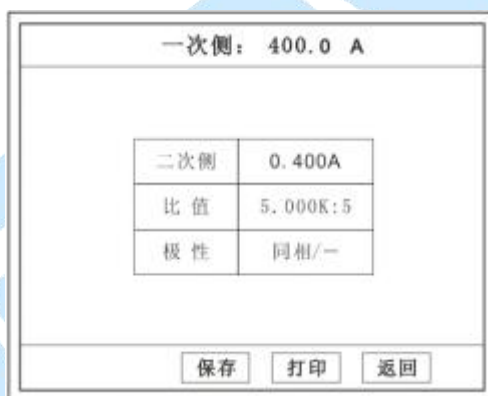 一次侧： 400.0 A
二次侧 0.400A
比 值 5.000K:5
极 性 同相/－
保存 打印 返回